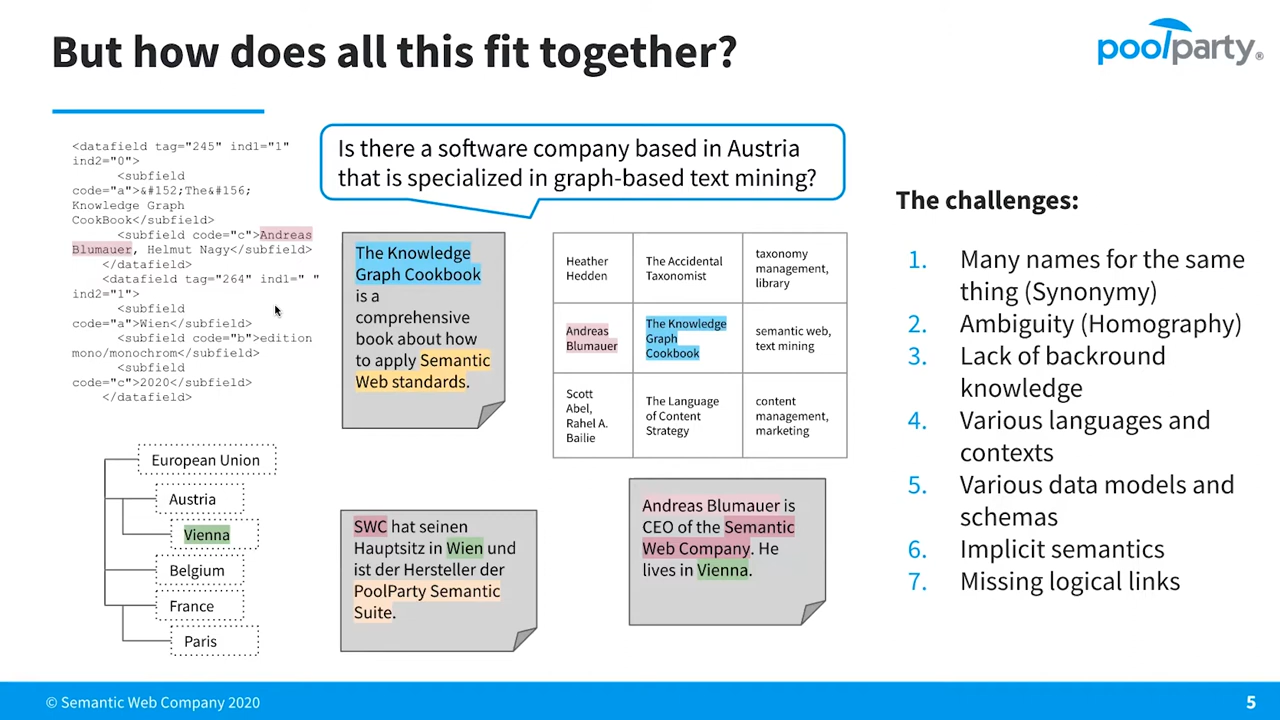 But how does all this fit together?
poolparty®
<datafield tag="245" ind1="1"
ind2="0">
<subfield
code="a">&#152;The&#156;
Knowledge Graph
CookBook</subfield>
<subfield code="c">Andreas
Blumauer, Helmut Nagy</subfield>
</datafield>
<datafield tag="264" ind1=" "
ind2="1">
<subfield
code="a">Wien</subfield>
<subfield code="b">edition
mono/monochrom</subfield>
<subfield
code="c">2020</subfield>
</datafield>
Is there a software company based in Austria
that is specialized in graph-based text mining?
The Knowledge
Graph Cookbook
is a
comprehensive
book about how
to apply Semantic
Web standards.
Heather
Hedden
The Accidental
Taxonomist
taxonomy
management,
library
Andreas
Blumauer
The Knowledge
Graph
Cookbook
semantic web,
text mining
Scott
Abel,
Rahel A.
Bailie
The Language
of Content
Strategy
content
management,
marketing
European Union
Austria
Vienna
Belgium
France
Paris
SWC hat seinen
Hauptsitz in Wien und
ist der Hersteller der
PoolParty Semantic
Suite.
Andreas Blumauer is
CEO of the Semantic
Web Company. He
lives in Vienna.
The challenges:
1. Many names for the same
thing (Synonymy)
2. Ambiguity (Homography)
3. Lack of backround
knowledge
4. Various languages and
contexts
5. Various data models and
schemas
6. Implicit semantics
7. Missing logical links
© Semantic Web Company 2020
5